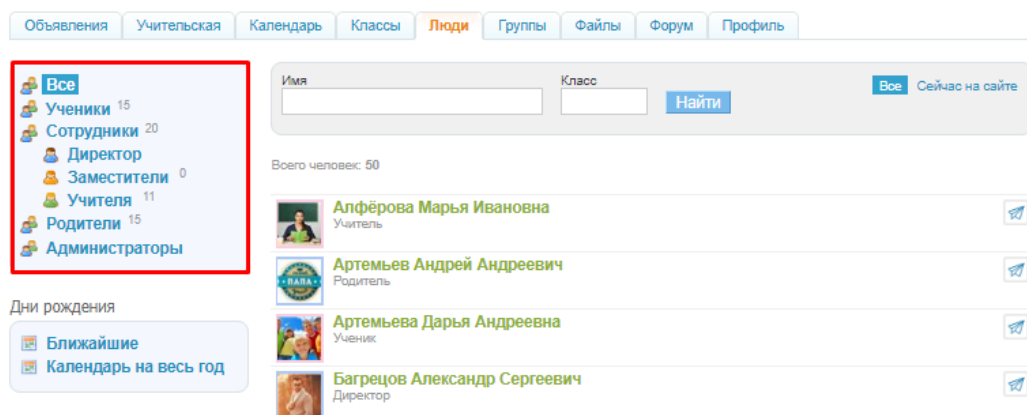 Объявления Учительская Календарь Классы Люди Группы Файлы Форум Профиль
Все
Ученики 15
Сотрудники 20
Директор
Заместители 0
Учителя 11
Родители 15
Администраторы
Дни рождения
Ближайшие
Календарь на весь год
Имя Класс
Найти
Все Сейчас на сайте
Всего человек: 50
Алфёрова Марья Ивановна
Учитель
Артемьев Андрей Андреевич
Родитель
ПАПА
Артемьева Дарья Андреевна
Ученик
Багрецов Александр Сергеевич
Директор